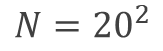 N = 20²